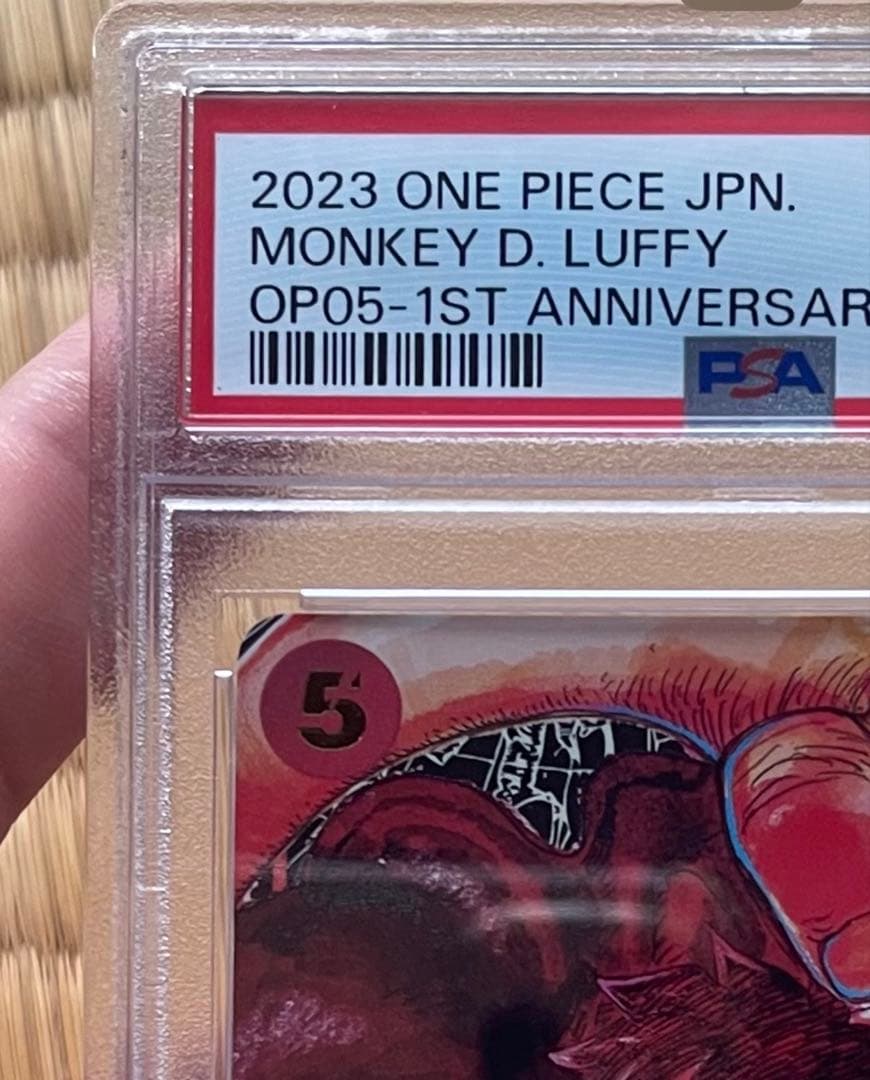 2023 ONE PIECE JPN.
MONKEY D. LUFFY
OP05-1ST ANNIVERSAR
PSA
5